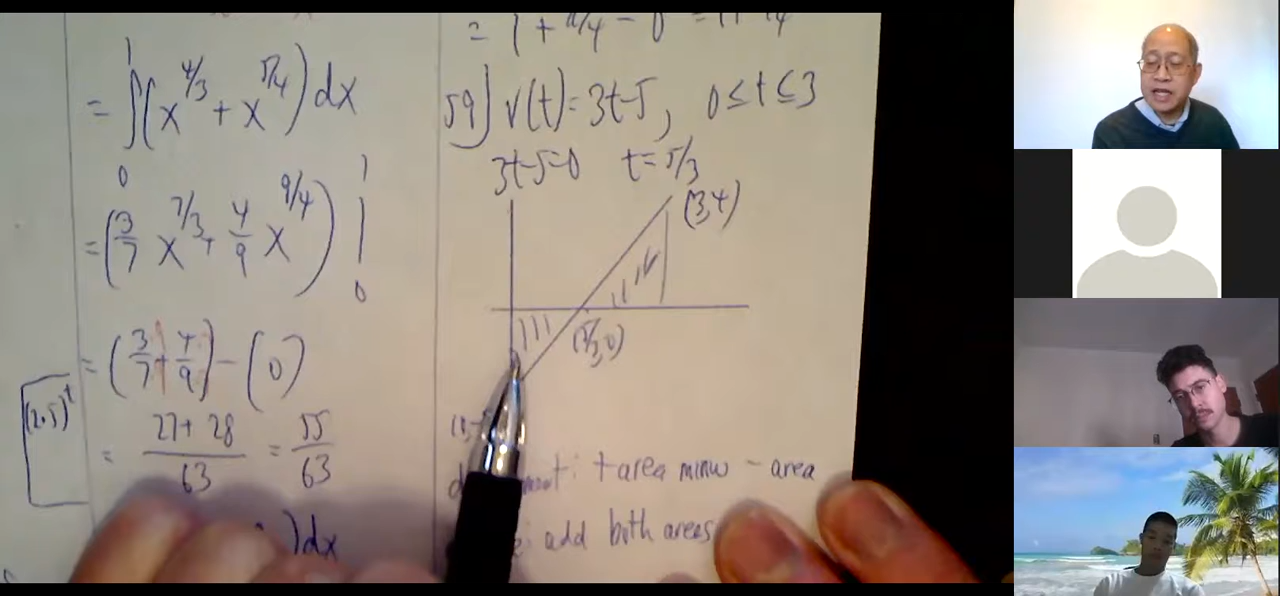 = ∫₀¹ (x^{4/3} + x^{5/4}) dx
= (3/7 x^{7/3} + 4/9 x^{9/4}) |₀¹
= (3/7 + 4/9) - (0)
(2.5)^t
= (27 + 28)/63 = 55/63
)dx
59) v(t) = 3t-5, 0 ≤ t ≤ 3
3t-5=0 t = 5/3
(3,4)
(5/3, 0)
+ area minus - area
add both areas